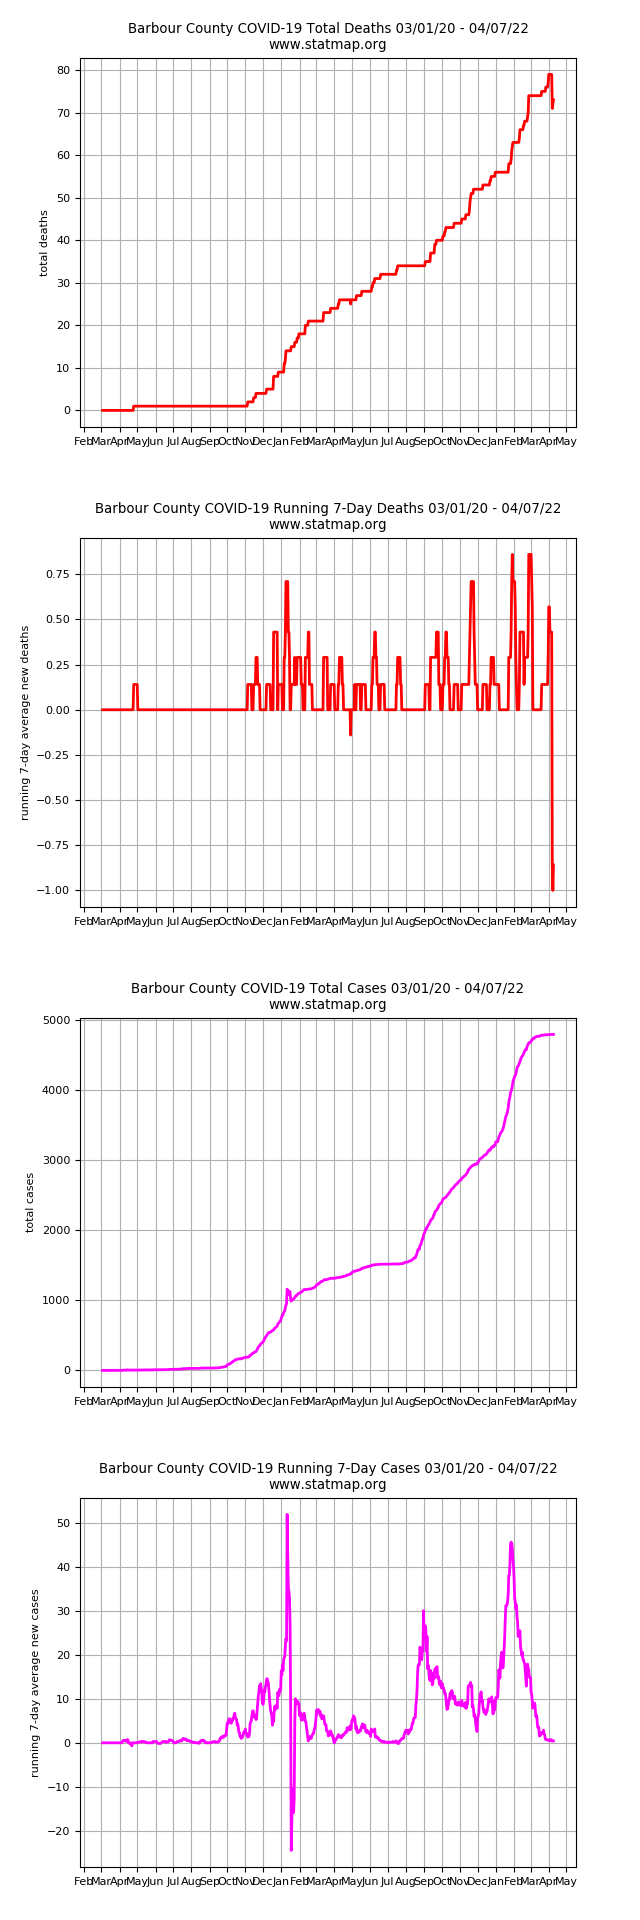 Barbour County COVID-19 Total Deaths 03/01/20 - 04/07/22
www.statmap.org
80
70
60
50
40
30
20
10
0
total deaths
Feb Mar Apr May Jun Jul Aug Sep Oct Nov Dec Jan Feb Mar Apr May Jun Jul Aug Sep Oct Nov Dec Jan Feb Mar Apr May
Barbour County COVID-19 Running 7-Day Deaths 03/01/20 - 04/07/22
www.statmap.org
0.75
0.50
0.25
0.00
−0.25
−0.50
−0.75
−1.00
running 7-day average new deaths
Feb Mar Apr May Jun Jul Aug Sep Oct Nov Dec Jan Feb Mar Apr May Jun Jul Aug Sep Oct Nov Dec Jan Feb Mar Apr May
Barbour County COVID-19 Total Cases 03/01/20 - 04/07/22
www.statmap.org
5000
4000
3000
2000
1000
0
total cases
Feb Mar Apr May Jun Jul Aug Sep Oct Nov Dec Jan Feb Mar Apr May Jun Jul Aug Sep Oct Nov Dec Jan Feb Mar Apr May
Barbour County COVID-19 Running 7-Day Cases 03/01/20 - 04/07/22
www.statmap.org
50
40
30
20
10
0
−10
−20
running 7-day average new cases
Feb Mar Apr May Jun Jul Aug Sep Oct Nov Dec Jan Feb Mar Apr May Jun Jul Aug Sep Oct Nov Dec Jan Feb Mar Apr May